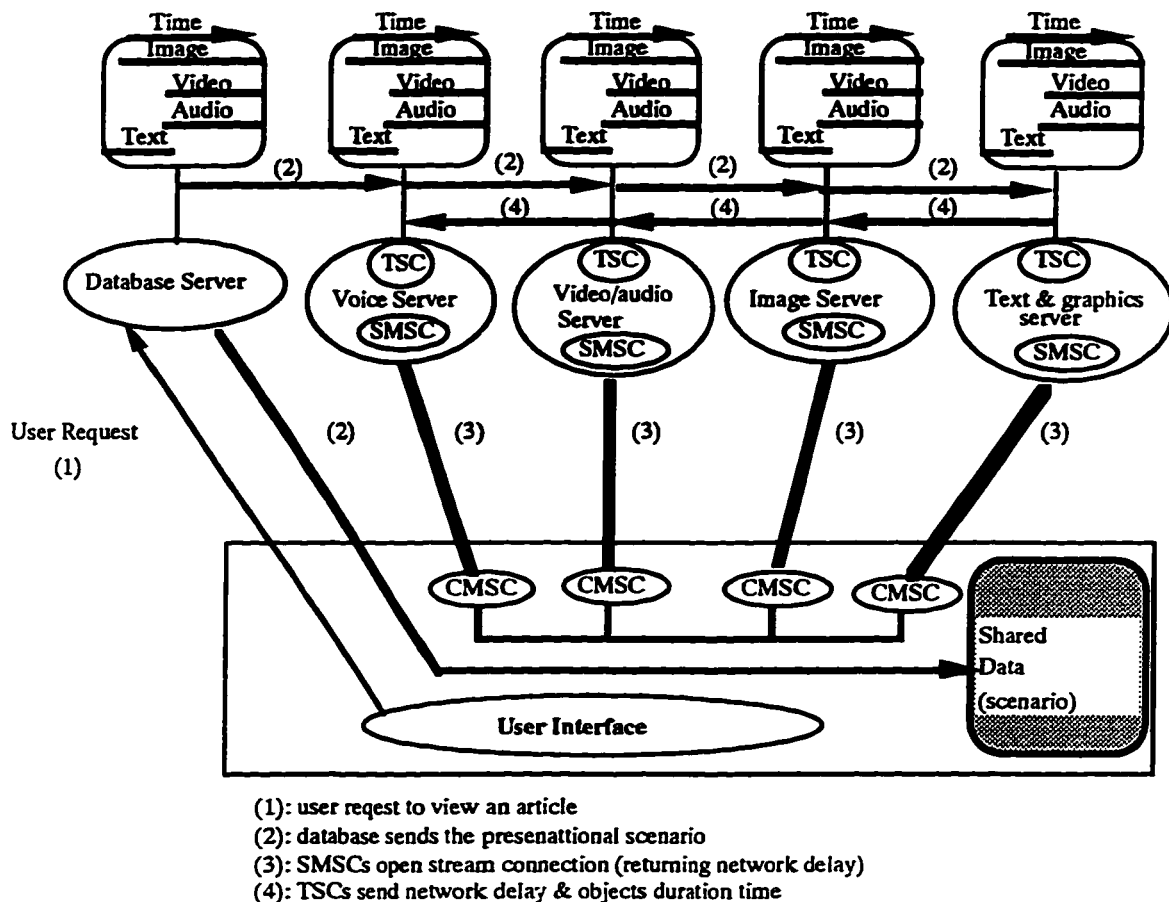 Time Time Time Time Time
Image Image Image Image Image
Video Video Video Video Video
Audio Audio Audio Audio Audio
Text Text Text Text Text
(2) (2) (2) (2)
(4) (4) (4)
TSC TSC TSC TSC
Database Server
Voice Server
SMSC
Video/audio
Server
SMSC
Image Server
SMSC
Text & graphics
server
SMSC
User Request
(1)
(2) (3) (3) (3) (3)
CMSC CMSC CMSC CMSC
Shared
Data
(scenario)
User Interface
(1): user reqest to view an article
(2): database sends the presenattional scenario
(3): SMSCs open stream connection (returning network delay)
(4): TSCs send network delay & objects duration time